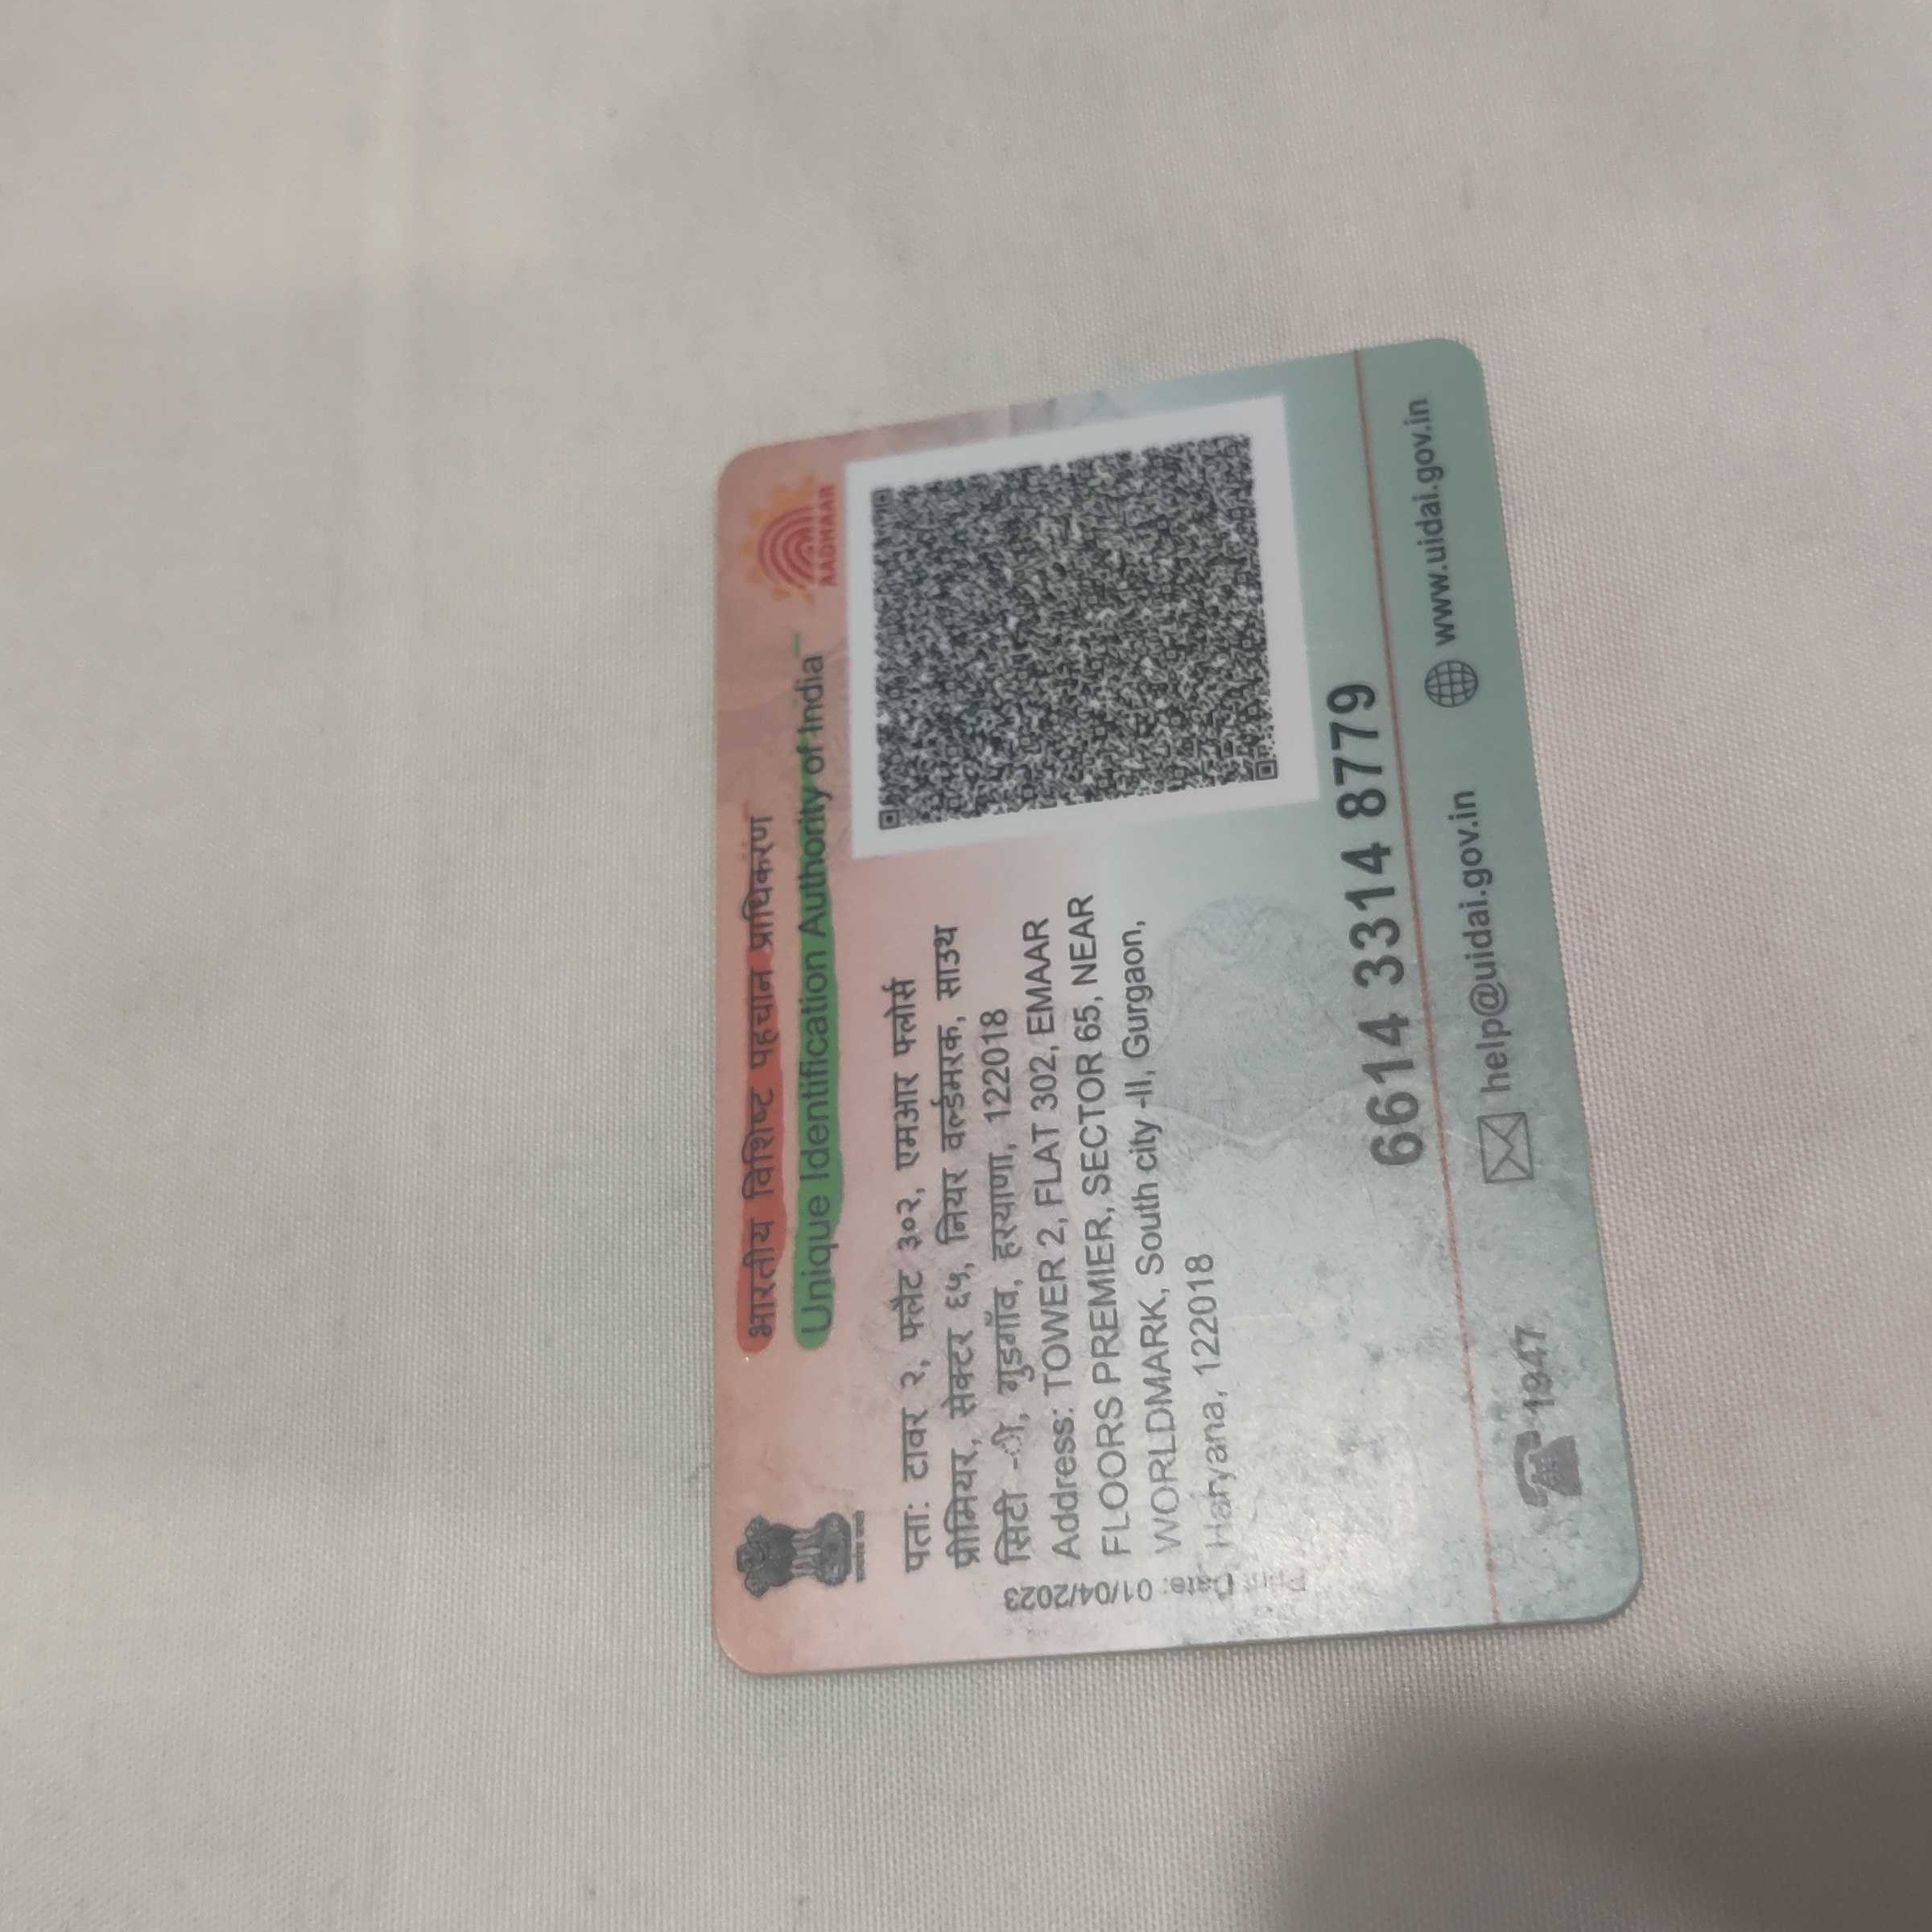 भारतीय विशिष्ट पहचान प्राधिकरण
Unique Identification Authority of India
AADHAAR
पता: टावर २, फ्लैट ३०२, एमआर फ्लोर्स
प्रीमियर, सेक्टर ६५, नियर वर्ल्डमरक, साउथ
सिटी -ी, गुडगाँव, हरयाणा, 122018
Address: TOWER 2, FLAT 302, EMAAR
FLOORS PREMIER, SECTOR 65, NEAR
WORLDMARK, South city -II, Gurgaon,
Haryana, 122018
Date: 01/04/2023
6614 3314 8779
1947
help@uidai.gov.in
www.uidai.gov.in